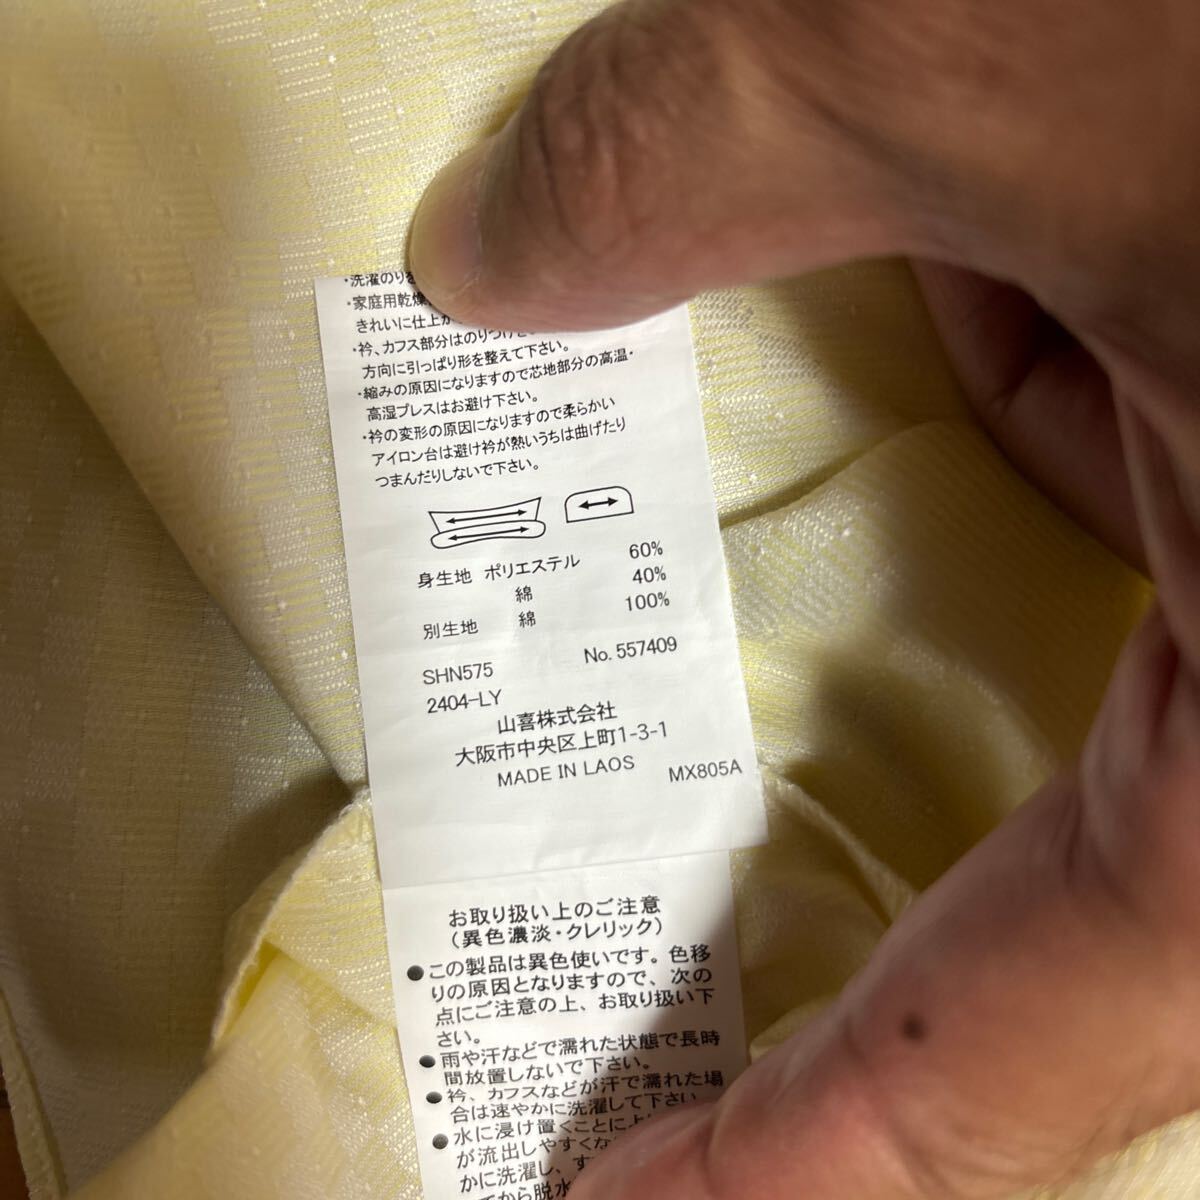 ・洗濯のりを
・家庭用乾燥
きれいに仕上が
・衿、カフス部分はのりつけ
方向に引っぱり形を整えて下さい。
・縮みの原因になりますので芯地部分の高温・
高湿プレスはお避け下さい。
・衿の変形の原因になりますので柔らかい
アイロン台は避け衿が熱いうちは曲げたり
つまんだりしないで下さい。
身生地 ポリエステル 60%
綿 40%
別生地 綿 100%
SHN575 No. 557409
2404-LY
山喜株式会社
大阪市中央区上町1-3-1
MADE IN LAOS MX805A
お取り扱い上のご注意
(異色濃淡・クレリック)
●この製品は異色使いです。色移
りの原因となりますので、次の
点にご注意の上、お取り扱い下
さい。
●雨や汗などで濡れた状態で長時
間放置しないで下さい。
●衿、カフスなどが汗で濡れた場
合は速やかに洗濯して下さい
●水に浸け置くことに
が流出しやすくな
かに洗濯し、す
てから脱水